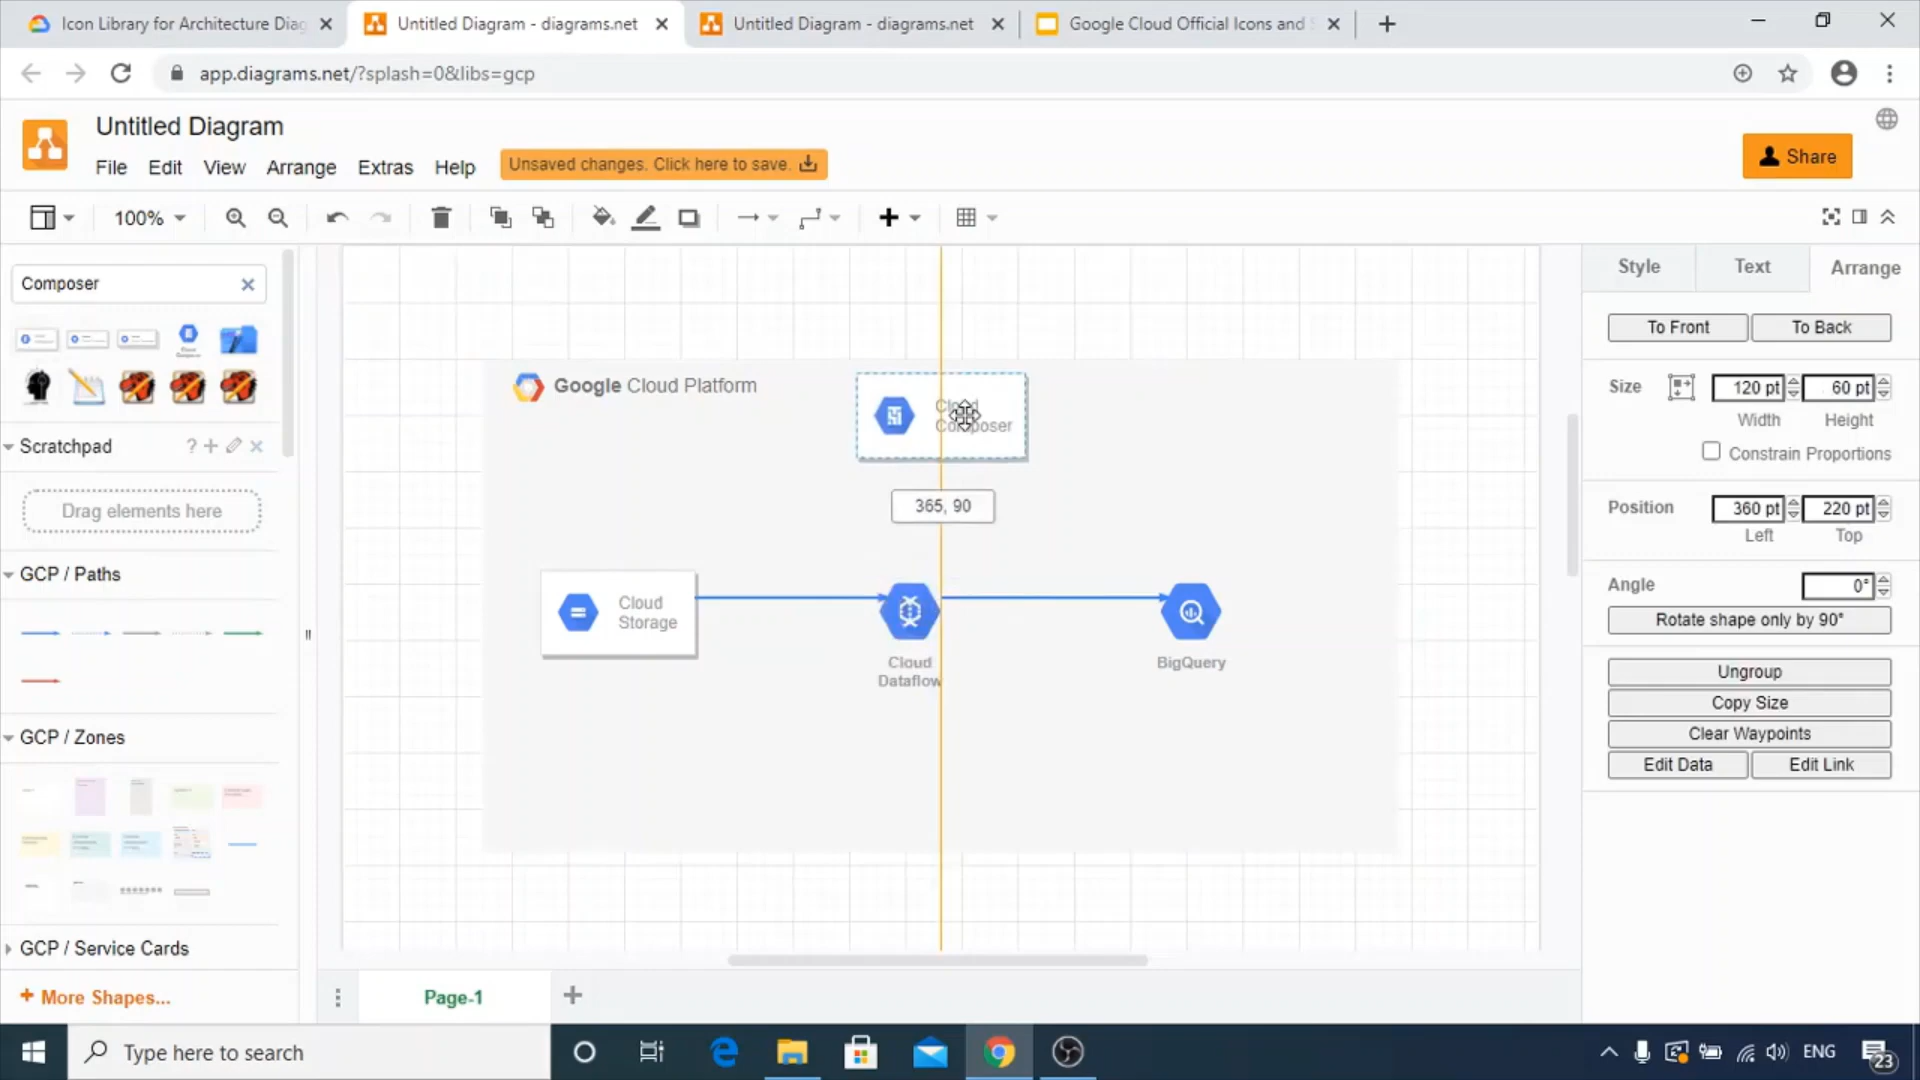 Icon Library for Architecture Diag
Untitled Diagram - diagrams.net
Untitled Diagram - diagrams.net
Google Cloud Official Icons and S
app.diagrams.net/?splash=0&libs=gcp
Untitled Diagram
File Edit View Arrange Extras Help
Unsaved changes. Click here to save.
Share
100%
Style Text Arrange
Composer
To Front To Back
Size 120 pt 60 pt
Width Height
Constrain Proportions
Google Cloud Platform
Cloud
Composer
Scratchpad
Drag elements here
Position 360 pt 220 pt
Left Top
365, 90
GCP / Paths
Angle 0°
Rotate shape only by 90°
Cloud
Storage
Cloud
Dataflow
BigQuery
Ungroup
Copy Size
Clear Waypoints
Edit Data Edit Link
GCP / Zones
GCP / Service Cards
+ More Shapes...
Page-1
Type here to search
ENG
23